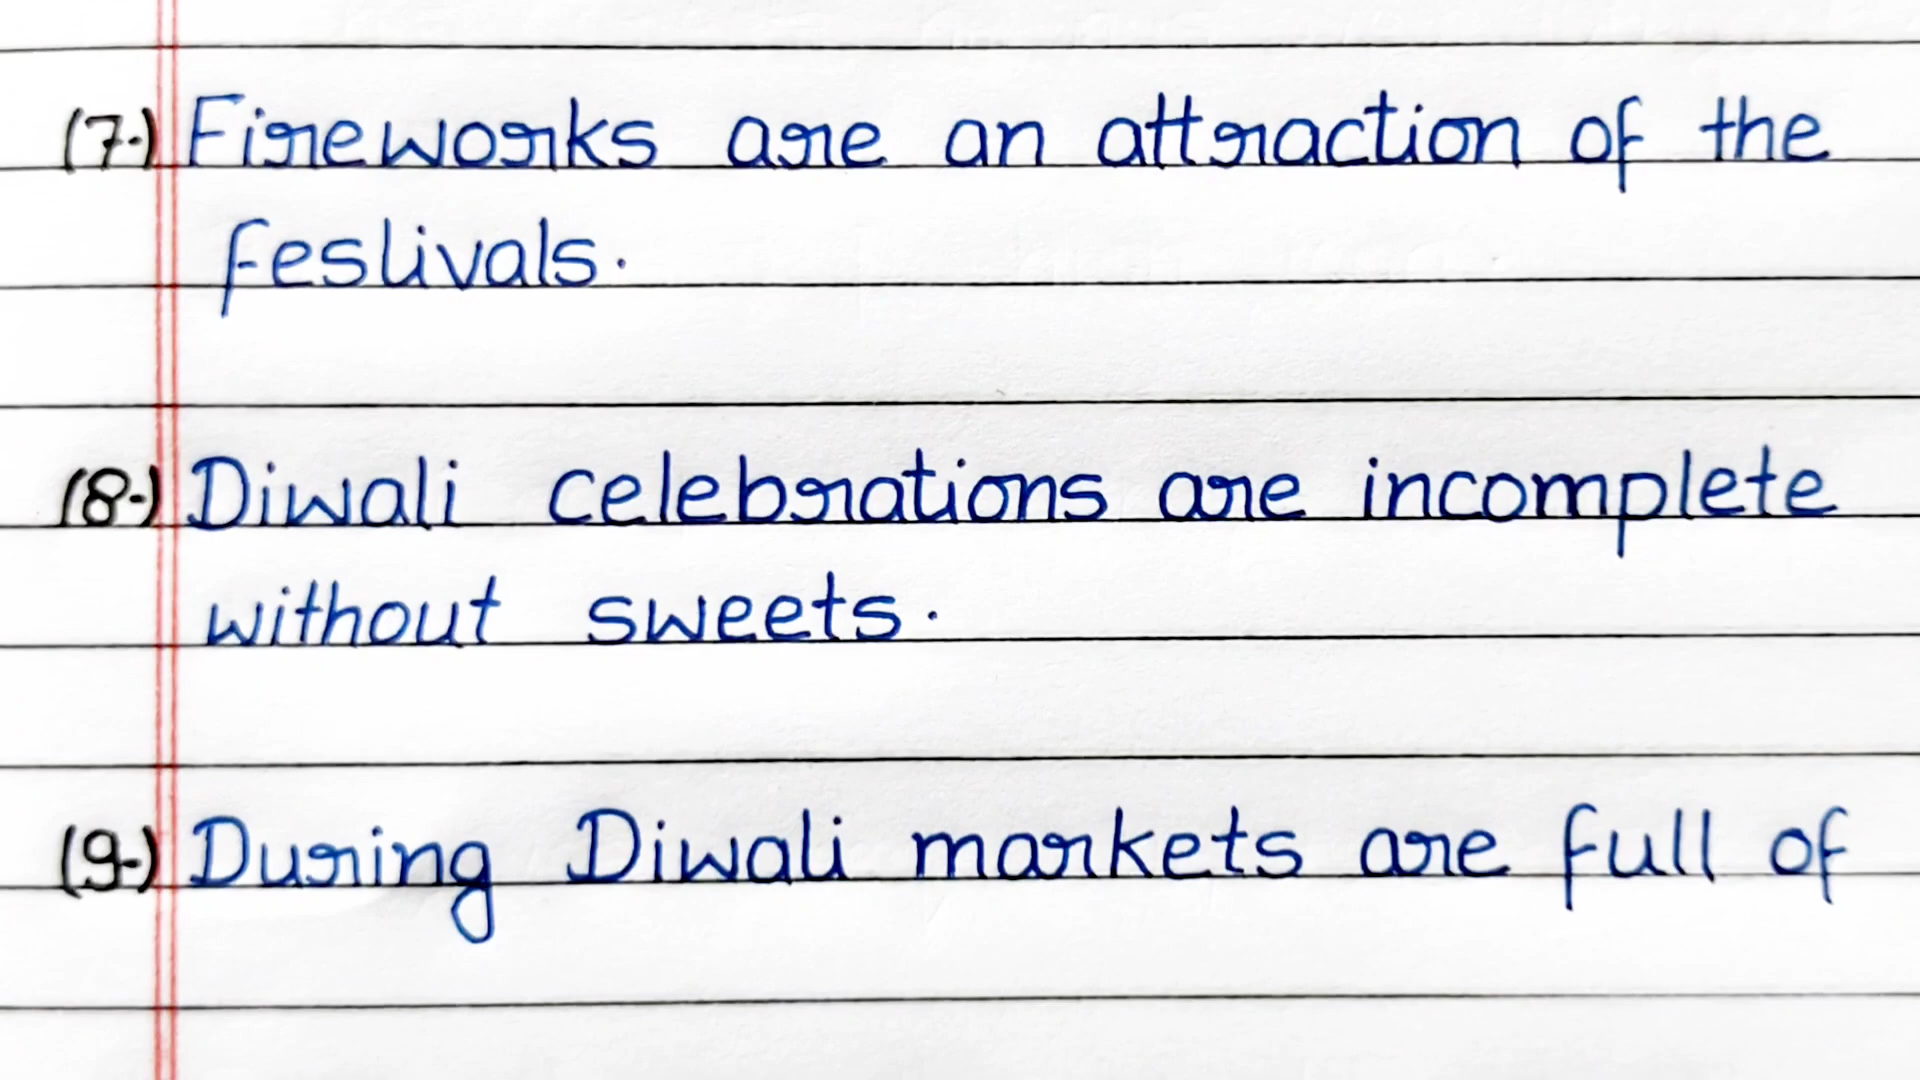 (7.) Fireworks are an attraction of the
festivals.
(8.) Diwali celebrations are incomplete
without sweets.
(9.) During Diwali markets are full of